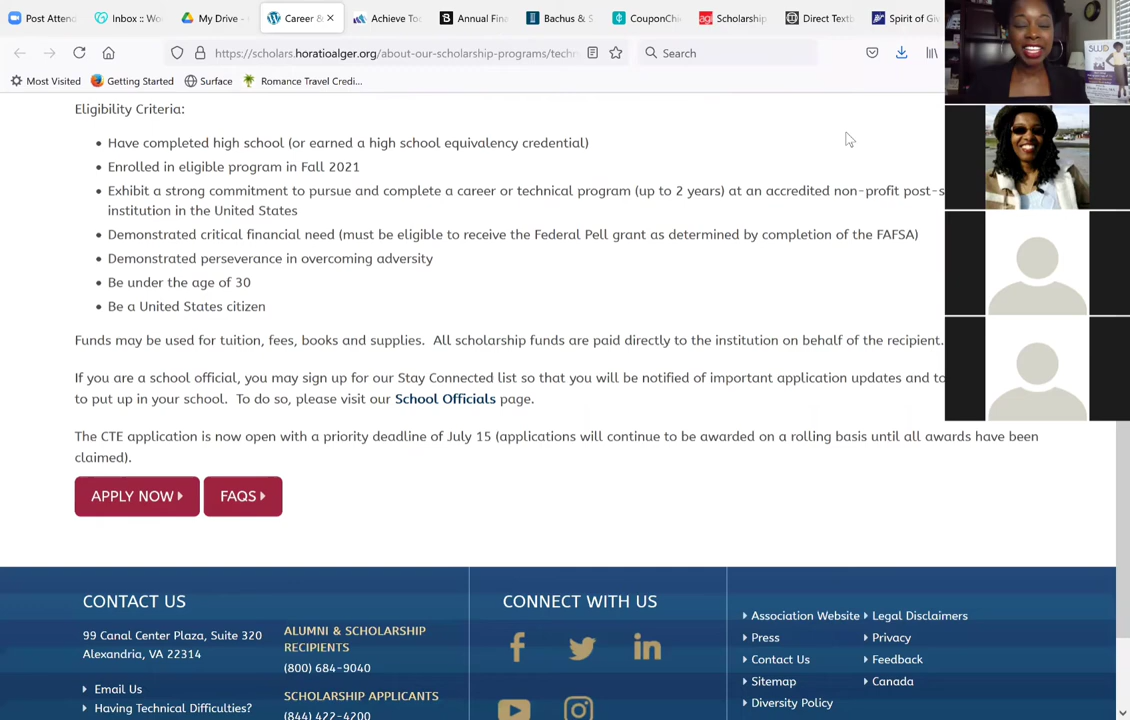 Post Attend Inbox :: Wo My Drive - Career & Achieve Too Annual Fina Bachus & S CouponChi Scholarship Direct Textb Spirit of Giv
https://scholars.horatioalger.org/about-our-scholarship-programs/techn Search
Most Visited Getting Started Surface Romance Travel Credi...
Eligibility Criteria:
• Have completed high school (or earned a high school equivalency credential)
• Enrolled in eligible program in Fall 2021
• Exhibit a strong commitment to pursue and complete a career or technical program (up to 2 years) at an accredited non-profit post-s
institution in the United States
• Demonstrated critical financial need (must be eligible to receive the Federal Pell grant as determined by completion of the FAFSA)
• Demonstrated perseverance in overcoming adversity
• Be under the age of 30
• Be a United States citizen
Funds may be used for tuition, fees, books and supplies. All scholarship funds are paid directly to the institution on behalf of the recipient.
If you are a school official, you may sign up for our Stay Connected list so that you will be notified of important application updates and to
to put up in your school. To do so, please visit our School Officials page.
The CTE application is now open with a priority deadline of July 15 (applications will continue to be awarded on a rolling basis until all awards have been
claimed).
APPLY NOW FAQS
CONTACT US
99 Canal Center Plaza, Suite 320
Alexandria, VA 22314
Email Us
Having Technical Difficulties?
ALUMNI & SCHOLARSHIP
RECIPIENTS
(800) 684-9040
SCHOLARSHIP APPLICANTS
(844) 422-4200
CONNECT WITH US
Association Website Legal Disclaimers
Press Privacy
Contact Us Feedback
Sitemap Canada
Diversity Policy
SWID